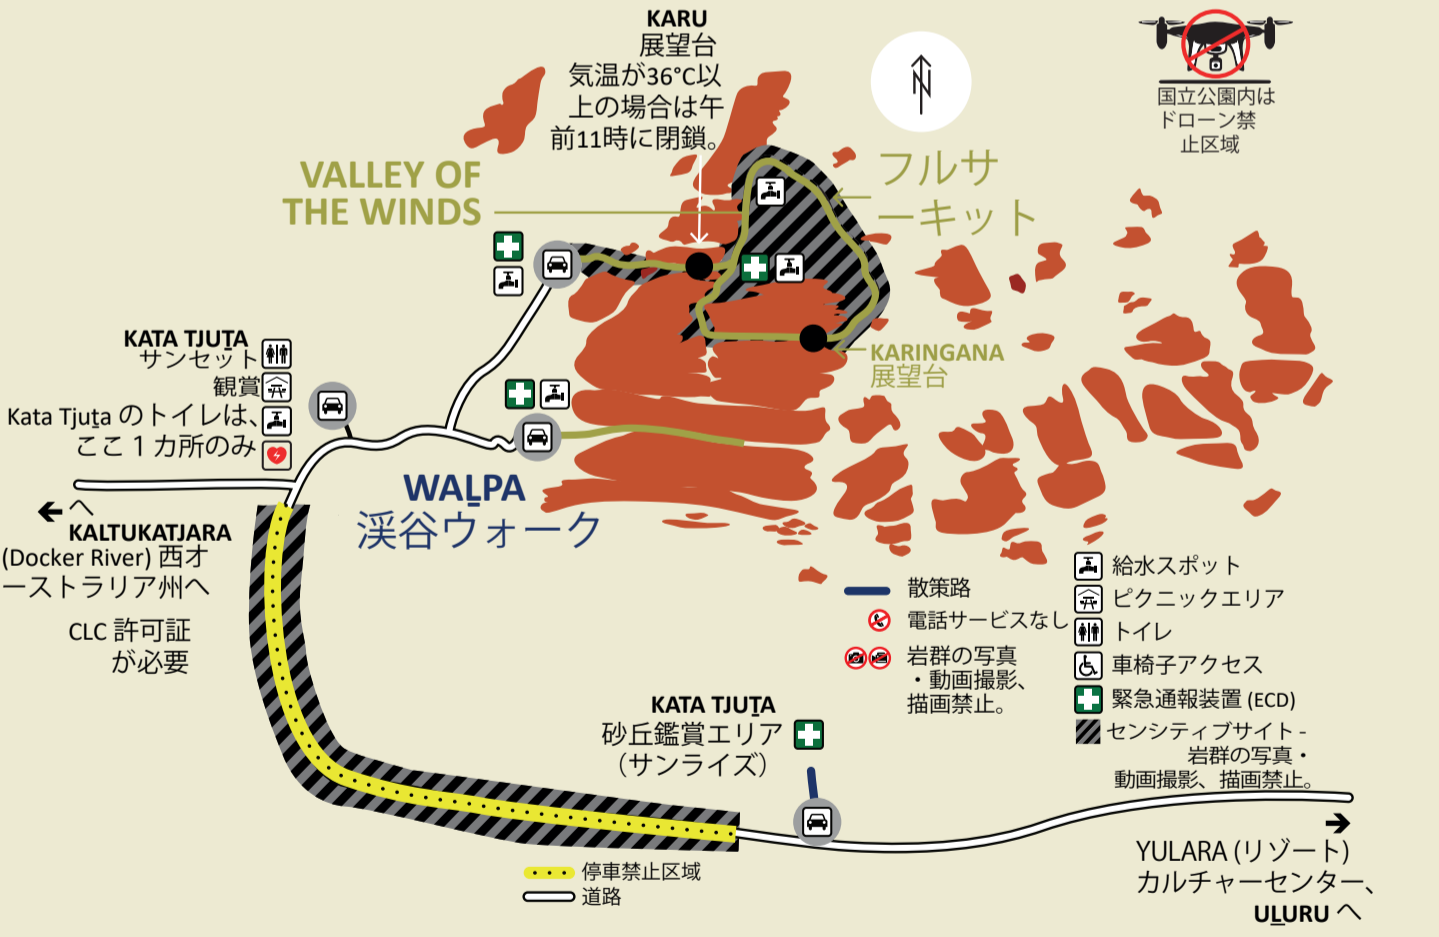 KARU
展望台
気温が36°C以
上の場合は午
前11時に閉鎖。
N
国立公園内は
ドローン禁
止区域
VALLEY OF
THE WINDS
フルサ
ーキット
KATA TJUṮA
サンセット
観賞
Kata Tjuṯa のトイレは、
ここ 1 カ所のみ
KARINGANA
展望台
WAḺPA
渓谷ウォーク
へ
KALTUKATJARA
(Docker River) 西オ
ーストラリア州へ
CLC 許可証
が必要
散策路
電話サービスなし
岩群の写真
・動画撮影、
描画禁止。
給水スポット
ピクニックエリア
トイレ
車椅子アクセス
緊急通報装置 (ECD)
センシティブサイト -
岩群の写真・
動画撮影、描画禁止。
KATA TJUṮA
砂丘鑑賞エリア
（サンライズ）
停車禁止区域
道路
YULARA (リゾート)
カルチャーセンター、
UḺURU へ